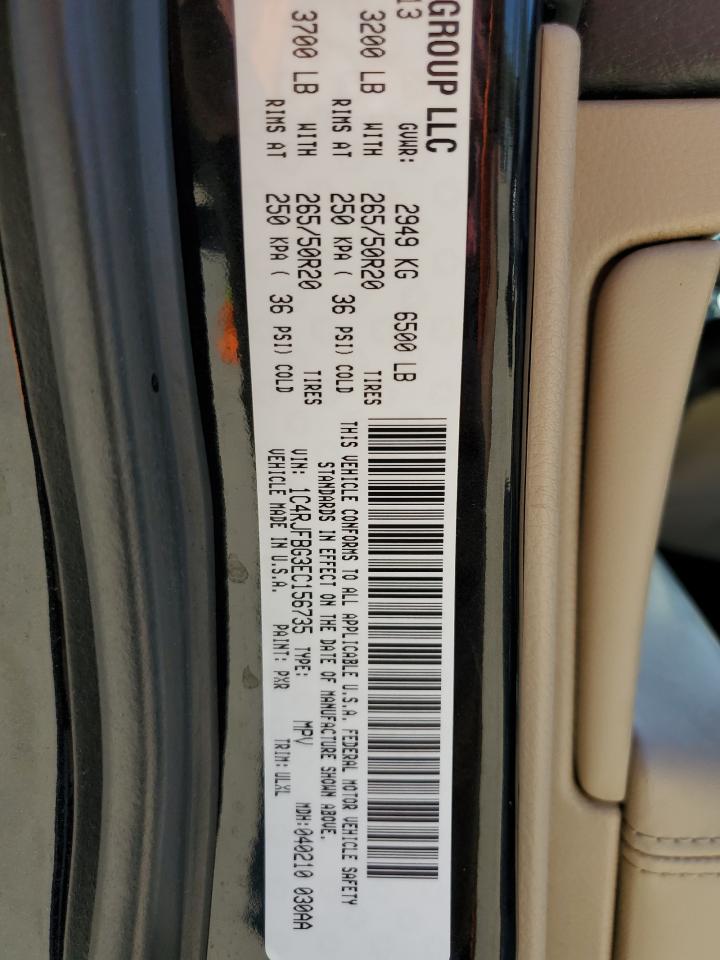 GROUP LLC
13 GVWR: 2949 KG 6500 LB
3200 LB WITH 265/50R20 TIRES
RIMS AT 250 KPA ( 36 PSI) COLD
3700 LB WITH 265/50R20 TIRES
RIMS AT 250 KPA ( 36 PSI) COLD
THIS VEHICLE CONFORMS TO ALL APPLICABLE U.S.A. FEDERAL MOTOR VEHICLE SAFETY
STANDARDS IN EFFECT ON THE DATE OF MANUFACTURE SHOWN ABOVE.
VIN: 1C4RJFBG3EC156735 TYPE: MPV MDH:040210 030AA
VEHICLE MADE IN U.S.A. PAINT: PXR TRIM: ULXL